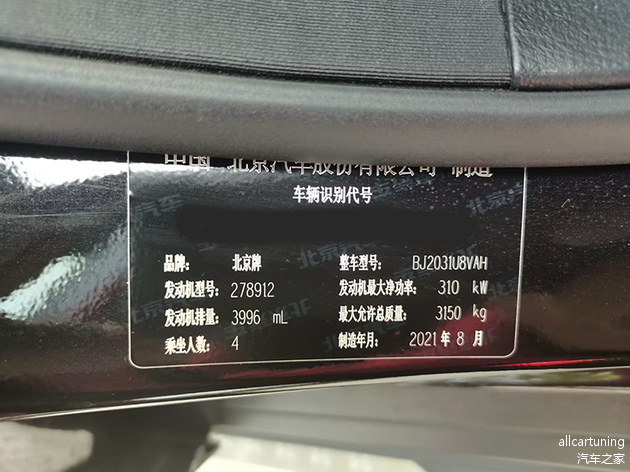 中国 北京汽车股份有限公司 制造
车辆识别代号
品牌: 北京牌 整车型号: BJ2031U8VAH
发动机型号: 278912 发动机最大净功率: 310 kW
发动机排量: 3996 mL 最大允许总质量: 3150 kg
乘坐人数: 4 制造年月: 2021年8月
allcartuning
汽车之家